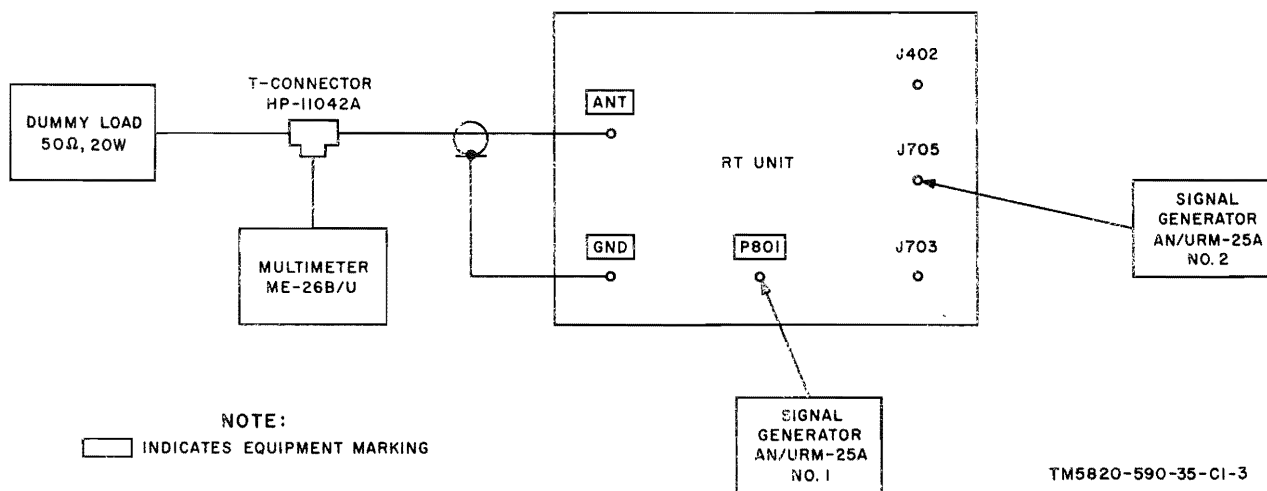 DUMMY LOAD
50Ω, 20W
T-CONNECTOR
HP-11042A
MULTIMETER
ME-26B/U
ANT
GND
RT UNIT
P801
J402
J705
J703
SIGNAL
GENERATOR
AN/URM-25A
NO. 2
SIGNAL
GENERATOR
AN/URM-25A
NO. 1
NOTE:
INDICATES EQUIPMENT MARKING
TM5820-590-35-C1-3